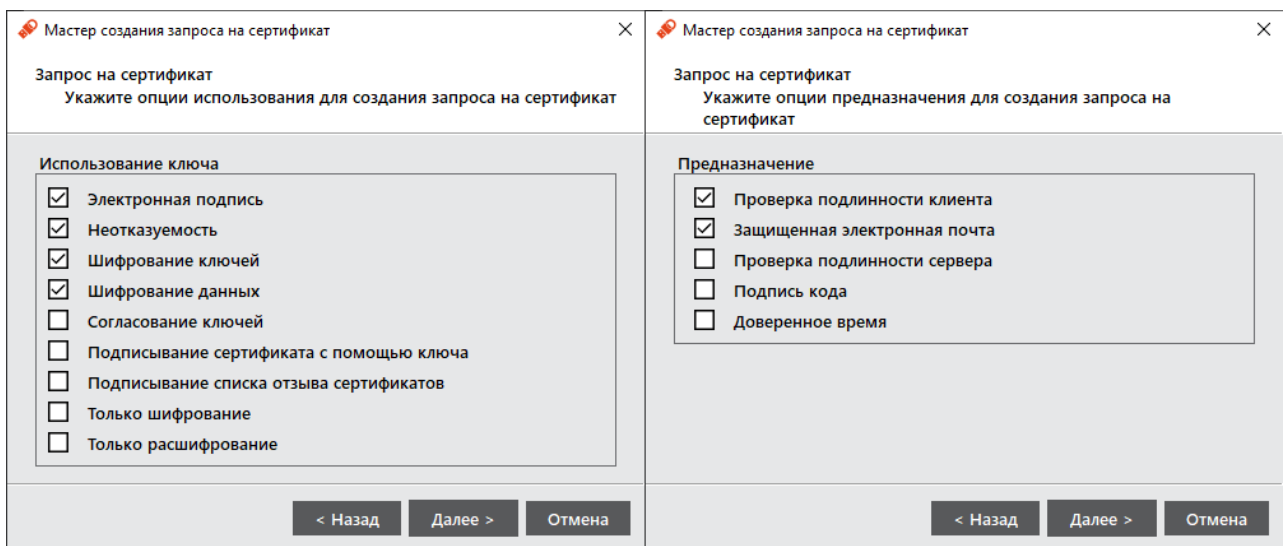 Мастер создания запроса на сертификат
Запрос на сертификат
Укажите опции использования для создания запроса на сертификат
Использование ключа
Электронная подпись
Неотказуемость
Шифрование ключей
Шифрование данных
Согласование ключей
Подписывание сертификата с помощью ключа
Подписывание списка отзыва сертификатов
Только шифрование
Только расшифрование
< Назад
Далее >
Отмена
Мастер создания запроса на сертификат
Запрос на сертификат
Укажите опции предназначения для создания запроса на
сертификат
Предназначение
Проверка подлинности клиента
Защищенная электронная почта
Проверка подлинности сервера
Подпись кода
Доверенное время
< Назад
Далее >
Отмена